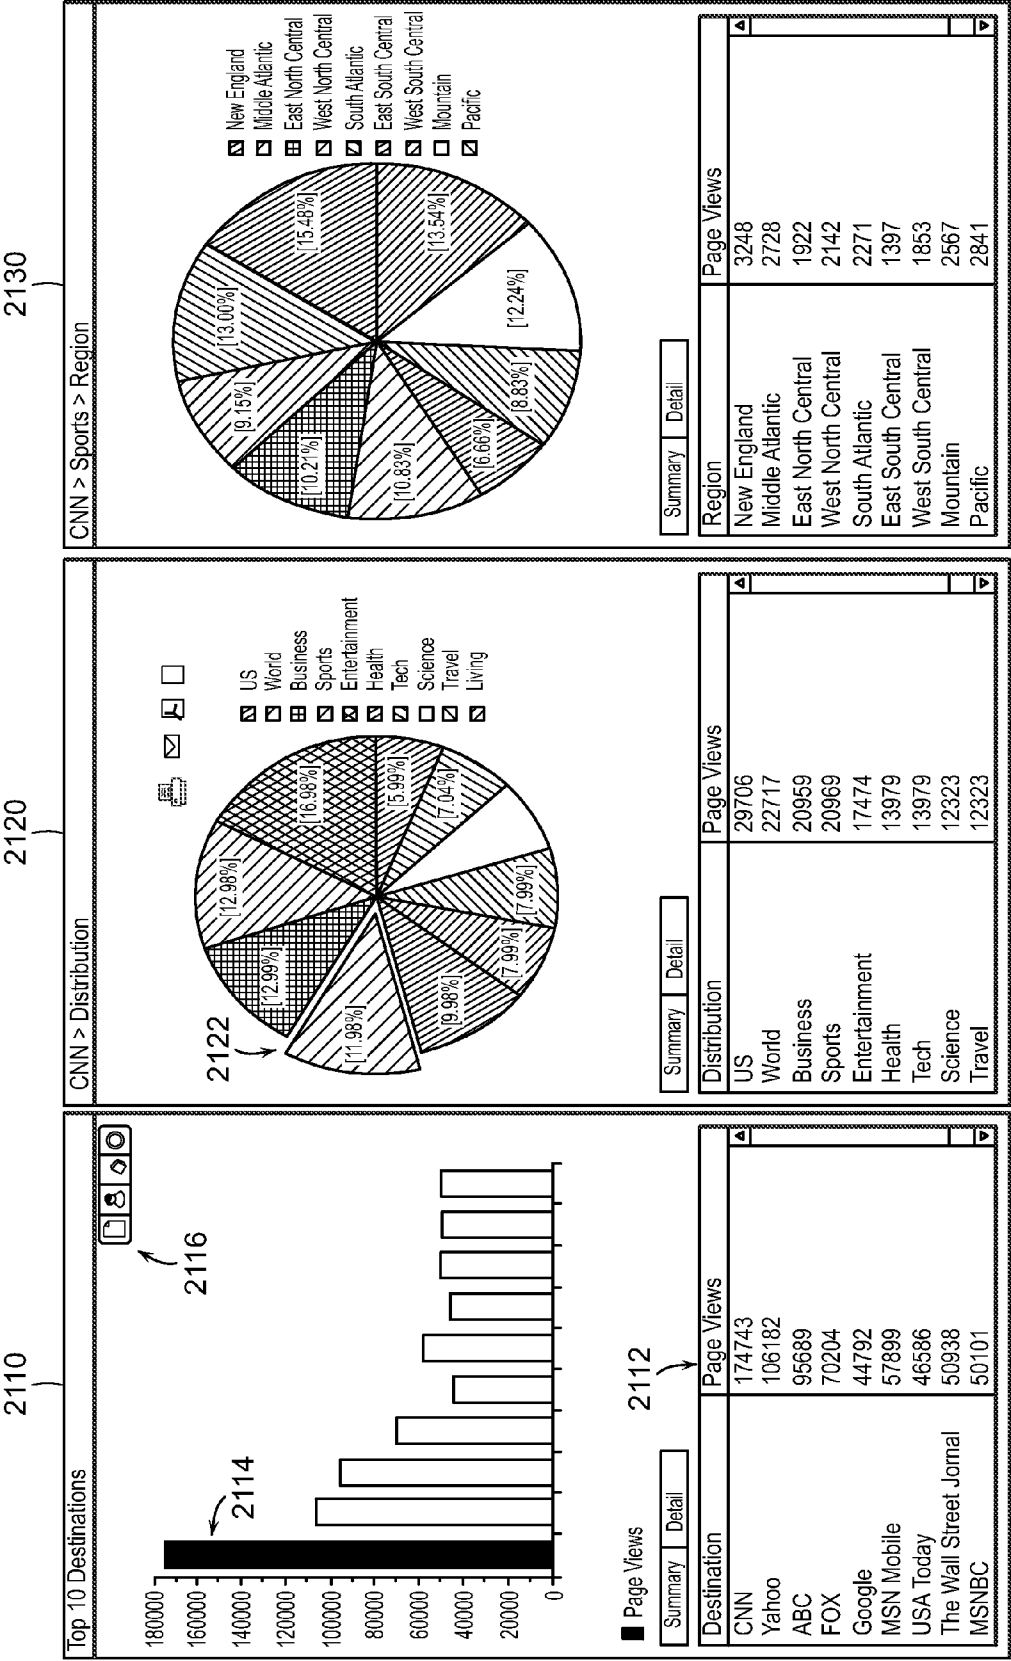 2110
Top 10 Destinations
2116
180000
160000
140000
120000
100000
80000
60000
40000
20000
0
2114
Page Views
2112
Summary Detail
Destination Page Views
CNN 174743
Yahoo 106182
ABC 95689
FOX 70204
Google 44792
MSN Mobile 57899
USA Today 46586
The Wall Street Jornal 50938
MSNBC 50101
2120
CNN > Distribution
2122
[16.98%]
[12.98%]
[12.99%]
[11.98%]
[9.98%]
[7.99%]
[7.99%]
[7.04%]
[5.99%]
US
World
Business
Sports
Entertainment
Health
Tech
Science
Travel
Living
Summary Detail
Distribution Page Views
US 29706
World 22717
Business 20959
Sports 20969
Entertainment 17474
Health 13979
Tech 13979
Science 12323
Travel 12323
2130
CNN > Sports > Region
[15.48%]
[13.00%]
[9.15%]
[10.21%]
[10.83%]
[6.66%]
[8.83%]
[12.24%]
[13.54%]
New England
Middle Atlantic
East North Central
West North Central
South Atlantic
East South Central
West South Central
Mountain
Pacific
Summary Detail
Region Page Views
New England 3248
Middle Atlantic 2728
East North Central 1922
West North Central 2142
South Atlantic 2271
East South Central 1397
West South Central 1853
Mountain 2567
Pacific 2841